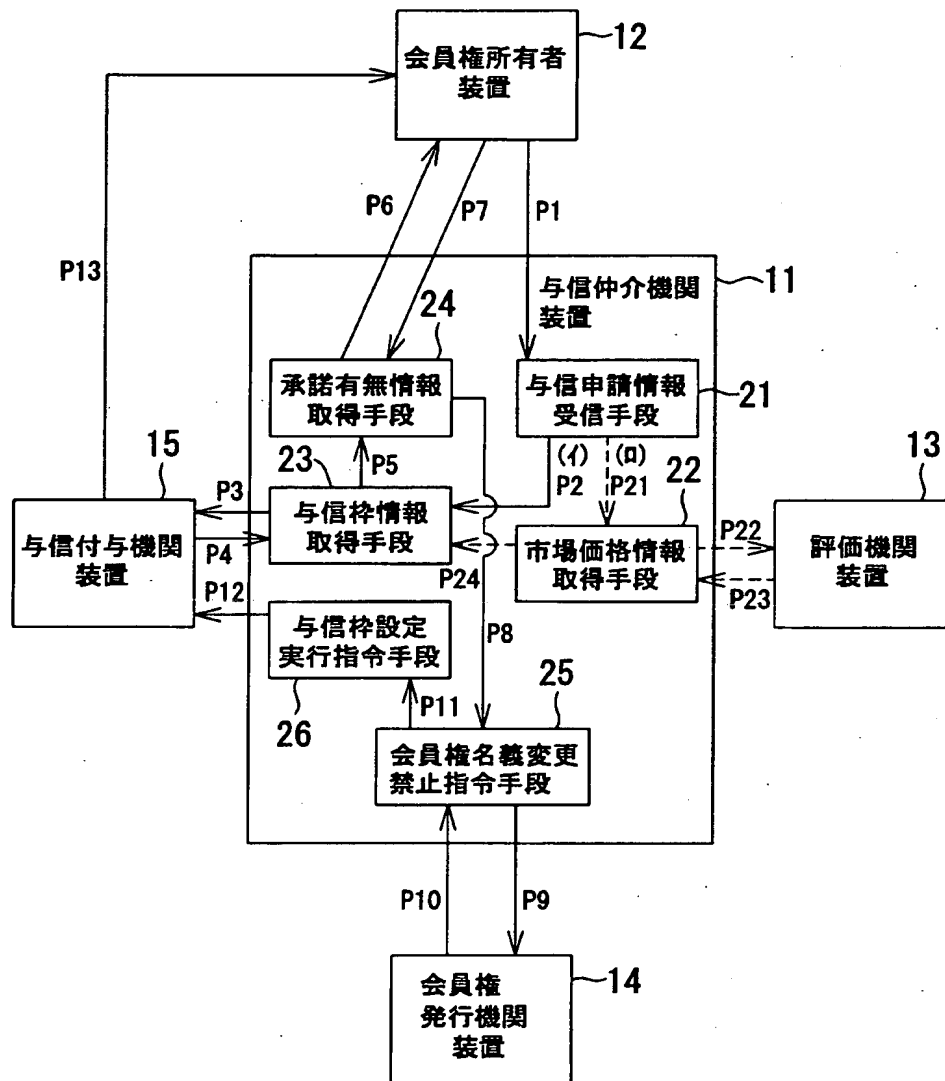 会員権所有者
装置
12
P6
P7
P1
P13
11
与信仲介機関
装置
24
承諾有無情報
取得手段
与信申請情報
受信手段
21
15
23
P5
(イ)
P2
(ロ)
P21
22
13
P3
与信付与機関
装置
P4
与信枠情報
取得手段
P24
市場価格情報
取得手段
P22
P23
評価機関
装置
P12
与信枠設定
実行指令手段
26
P11
P8
25
会員権名義変更
禁止指令手段
P10
P9
会員権
発行機関
装置
14